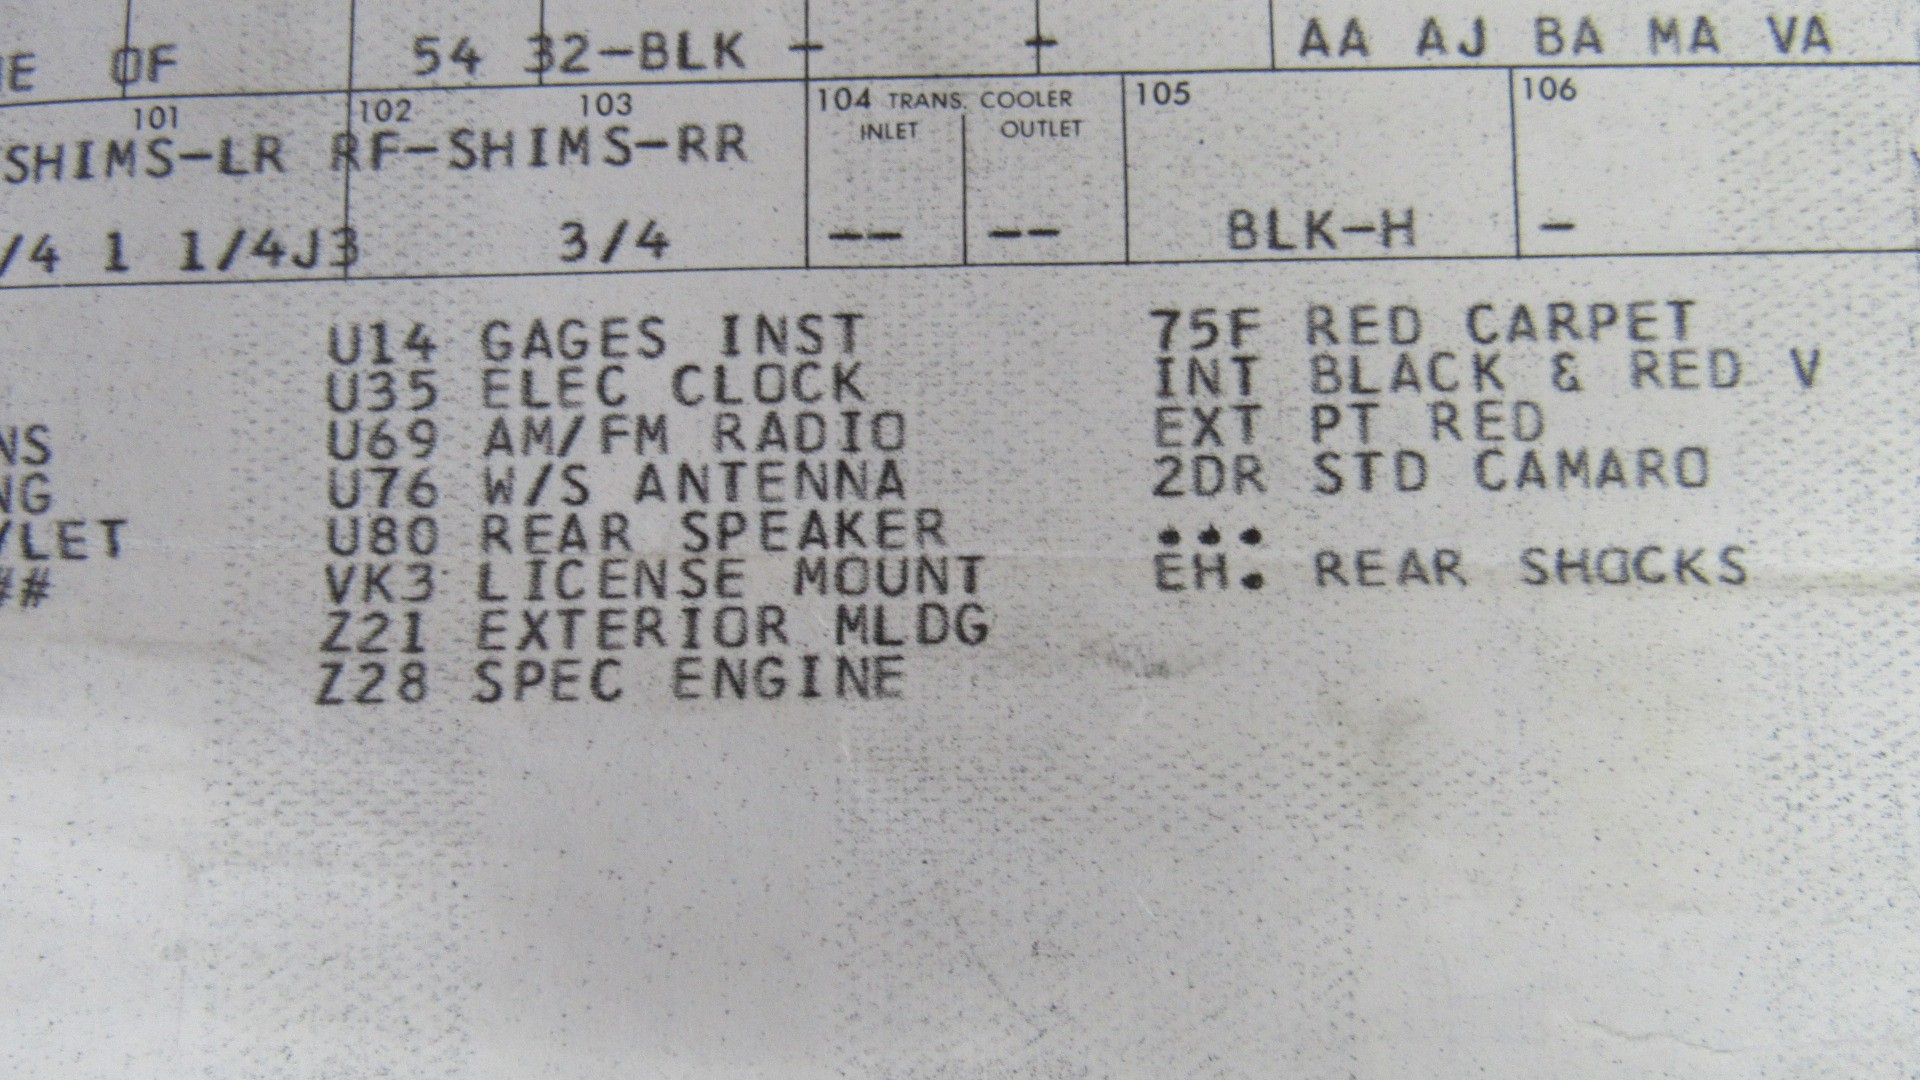 OF 54 32-BLK - - AA AJ BA MA VA
101 102 103 104 TRANS. COOLER 105 106
INLET OUTLET
SHIMS-LR RF-SHIMS-RR
/4 1 1/4J3 3/4 -- -- BLK-H -
U14 GAGES INST 75F RED CARPET
U35 ELEC CLOCK INT BLACK & RED V
NS U69 AM/FM RADIO EXT PT RED
NG U76 W/S ANTENNA 2DR STD CAMARO
LET U80 REAR SPEAKER ...
## VK3 LICENSE MOUNT EH. REAR SHOCKS
Z21 EXTERIOR MLDG
Z28 SPEC ENGINE